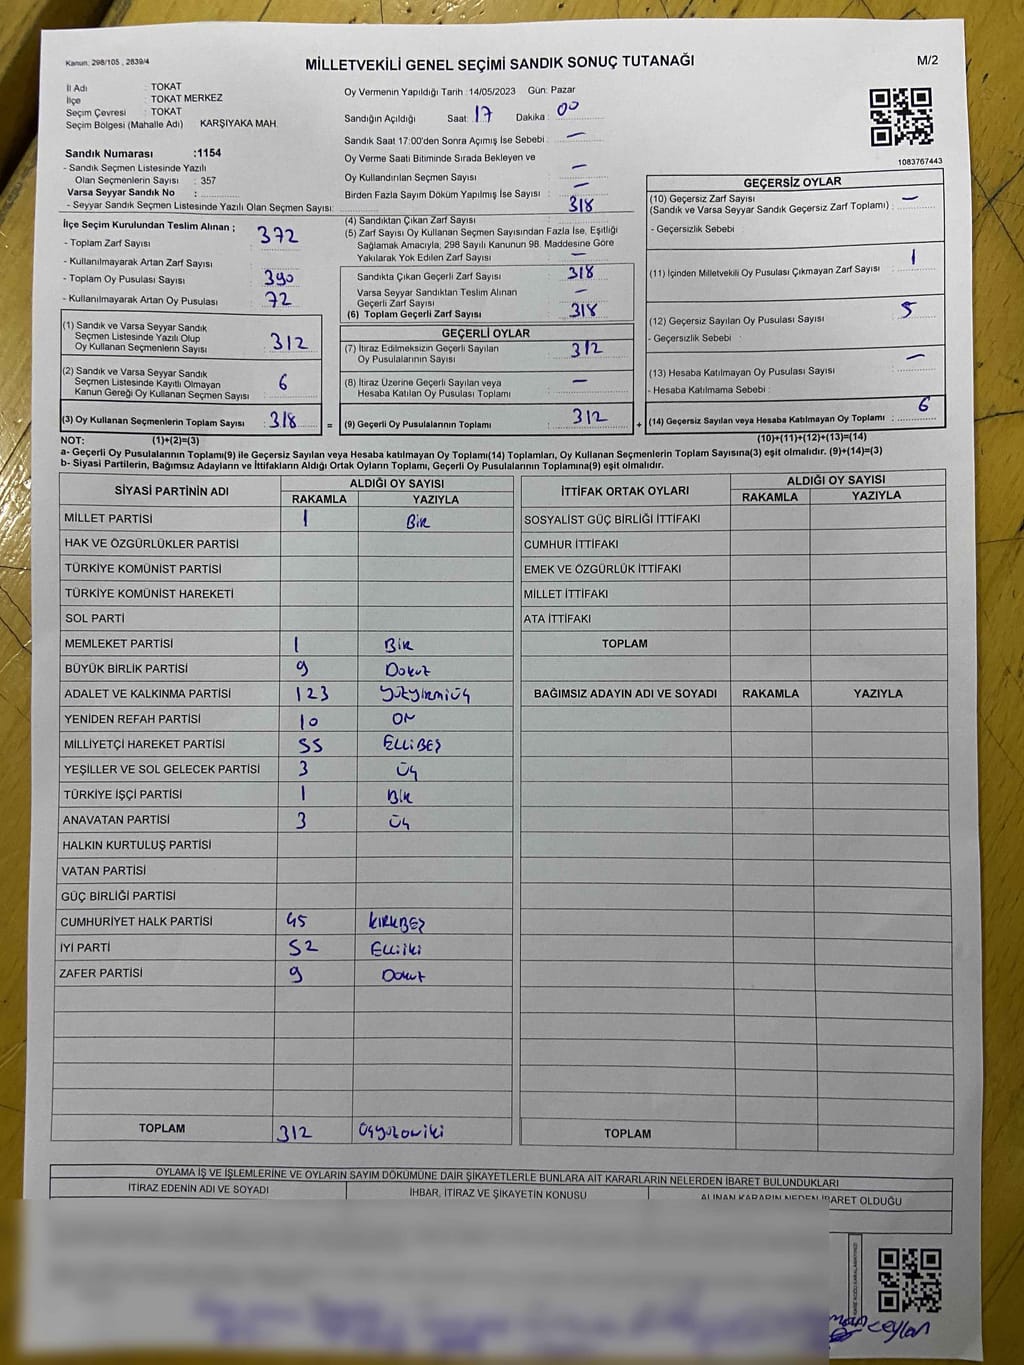 Kanun: 298/105 , 2839/4
MİLLETVEKİLİ GENEL SEÇİMİ SANDIK SONUÇ TUTANAĞI
M/2
İl Adı : TOKAT
İlçe : TOKAT MERKEZ
Seçim Çevresi : TOKAT
Seçim Bölgesi (Mahalle Adı) KARŞIYAKA MAH.
Sandık Numarası :1154
- Sandık Seçmen Listesinde Yazılı
Olan Seçmenlerin Sayısı : 357
Varsa Seyyar Sandık No :
- Seyyar Sandık Seçmen Listesinde Yazılı Olan Seçmen Sayısı:
Oy Vermenin Yapıldığı Tarih : 14/05/2023 Gün: Pazar
Sandığın Açıldığı Saat: 17 Dakika : 00
Sandık Saat 17:00'den Sonra Açımış İse Sebebi : —
Oy Verme Saati Bitiminde Sırada Bekleyen ve
Oy Kullandırılan Seçmen Sayısı : —
Birden Fazla Sayım Döküm Yapılmış İse Sayısı : —
1083767443
İlçe Seçim Kurulundan Teslim Alınan ;
- Toplam Zarf Sayısı : 372
- Kullanılmayarak Artan Zarf Sayısı :
- Toplam Oy Pusulası Sayısı : 390
- Kullanılmayarak Artan Oy Pusulası : 72
(1) Sandık ve Varsa Seyyar Sandık
Seçmen Listesinde Yazılı Olup
Oy Kullanan Seçmenlerin Sayısı : 312
(2) Sandık ve Varsa Seyyar Sandık
Seçmen Listesinde Kayıtlı Olmayan
Kanun Gereği Oy Kullanan Seçmen Sayısı : 6
(3) Oy Kullanan Seçmenlerin Toplam Sayısı : 318 =
(4) Sandıktan Çıkan Zarf Sayısı : 318
(5) Zarf Sayısı Oy Kullanan Seçmen Sayısından Fazla İse, Eşitliği
Sağlamak Amacıyla, 298 Sayılı Kanunun 98. Maddesine Göre
Yakılarak Yok Edilen Zarf Sayısı : —
Sandıkta Çıkan Geçerli Zarf Sayısı : 318
Varsa Seyyar Sandıktan Teslim Alınan
Geçerli Zarf Sayısı : —
(6) Toplam Geçerli Zarf Sayısı : 318
GEÇERLİ OYLAR
(7) İtiraz Edilmeksizin Geçerli Sayılan
Oy Pusulalarının Sayısı : 312
(8) İtiraz Üzerine Geçerli Sayılan veya
Hesaba Katılan Oy Pusulası Toplamı : —
(9) Geçerli Oy Pusulalarının Toplamı : 312 +
GEÇERSİZ OYLAR
(10) Geçersiz Zarf Sayısı
(Sandık ve Varsa Seyyar Sandık Geçersiz Zarf Toplamı) : —
- Geçersizlik Sebebi :
(11) İçinden Milletvekili Oy Pusulası Çıkmayan Zarf Sayısı : 1
(12) Geçersiz Sayılan Oy Pusulası Sayısı : 5
- Geçersizlik Sebebi :
(13) Hesaba Katılmayan Oy Pusulası Sayısı : —
- Hesaba Katılmama Sebebi :
(14) Geçersiz Sayılan veya Hesaba Katılmayan Oy Toplamı : 6
NOT: (1)+(2)=(3) (10)+(11)+(12)+(13)=(14)
a- Geçerli Oy Pusulalarının Toplamı(9) ile Geçersiz Sayılan veya Hesaba katılmayan Oy Toplamı(14) Toplamları, Oy Kullanan Seçmenlerin Toplam Sayısına(3) eşit olmalıdır. (9)+(14)=(3)
b- Siyasi Partilerin, Bağımsız Adayların ve İttifakların Aldığı Ortak Oyların Toplamı, Geçerli Oy Pusulalarının Toplamına(9) eşit olmalıdır.
SİYASİ PARTİNİN ADI ALDIĞI OY SAYISI
RAKAMLA YAZIYLA
MİLLET PARTİSİ 1 Bir
HAK VE ÖZGÜRLÜKLER PARTİSİ
TÜRKİYE KOMÜNİST PARTİSİ
TÜRKİYE KOMÜNİST HAREKETİ
SOL PARTİ
MEMLEKET PARTİSİ 1 Bir
BÜYÜK BİRLİK PARTİSİ 9 Dokuz
ADALET VE KALKINMA PARTİSİ 123 yüzyirmiüç
YENİDEN REFAH PARTİSİ 10 ON
MİLLİYETÇİ HAREKET PARTİSİ 55 ELLİBEŞ
YEŞİLLER VE SOL GELECEK PARTİSİ 3 Üç
TÜRKİYE İŞÇİ PARTİSİ 1 Bir
ANAVATAN PARTİSİ 3 Üç
HALKIN KURTULUŞ PARTİSİ
VATAN PARTİSİ
GÜÇ BİRLİĞİ PARTİSİ
CUMHURİYET HALK PARTİSİ 45 KIRKBEŞ
İYİ PARTİ 52 Elliiki
ZAFER PARTİSİ 9 Dokuz
TOPLAM 312 Üçyüzoniki
İTTİFAK ORTAK OYLARI ALDIĞI OY SAYISI
RAKAMLA YAZIYLA
SOSYALİST GÜÇ BİRLİĞİ İTTİFAKI
CUMHUR İTTİFAKI
EMEK VE ÖZGÜRLÜK İTTİFAKI
MİLLET İTTİFAKI
ATA İTTİFAKI
TOPLAM
BAĞIMSIZ ADAYIN ADI VE SOYADI RAKAMLA YAZIYLA
TOPLAM
OYLAMA İŞ VE İŞLEMLERİNE VE OYLARIN SAYIM DÖKÜMÜNE DAİR ŞİKAYETLERLE BUNLARA AİT KARARLARIN NELERDEN İBARET BULUNDUKLARI
İTİRAZ EDENİN ADI VE SOYADI İHBAR, İTİRAZ VE ŞİKAYETİN KONUSU ALINAN KARARIN NEDEN İBARET OLDUĞU
ceylan